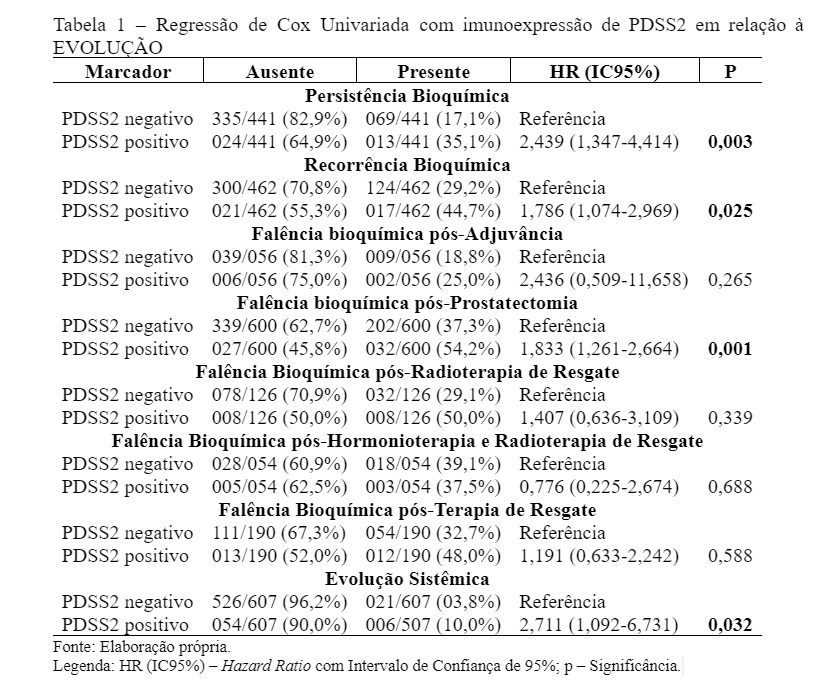 Tabela 1 – Regressão de Cox Univariada com imunoexpressão de PDSS2 em relação à
EVOLUÇÃO
Marcador Ausente Presente HR (IC95%) P
Persistência Bioquímica
PDSS2 negativo 335/441 (82,9%) 069/441 (17,1%) Referência
PDSS2 positivo 024/441 (64,9%) 013/441 (35,1%) 2,439 (1,347-4,414) 0,003
Recorrência Bioquímica
PDSS2 negativo 300/462 (70,8%) 124/462 (29,2%) Referência
PDSS2 positivo 021/462 (55,3%) 017/462 (44,7%) 1,786 (1,074-2,969) 0,025
Falência bioquímica pós-Adjuvância
PDSS2 negativo 039/056 (81,3%) 009/056 (18,8%) Referência
PDSS2 positivo 006/056 (75,0%) 002/056 (25,0%) 2,436 (0,509-11,658) 0,265
Falência bioquímica pós-Prostatectomia
PDSS2 negativo 339/600 (62,7%) 202/600 (37,3%) Referência
PDSS2 positivo 027/600 (45,8%) 032/600 (54,2%) 1,833 (1,261-2,664) 0,001
Falência Bioquímica pós-Radioterapia de Resgate
PDSS2 negativo 078/126 (70,9%) 032/126 (29,1%) Referência
PDSS2 positivo 008/126 (50,0%) 008/126 (50,0%) 1,407 (0,636-3,109) 0,339
Falência Bioquímica pós-Hormonioterapia e Radioterapia de Resgate
PDSS2 negativo 028/054 (60,9%) 018/054 (39,1%) Referência
PDSS2 positivo 005/054 (62,5%) 003/054 (37,5%) 0,776 (0,225-2,674) 0,688
Falência Bioquímica pós-Terapia de Resgate
PDSS2 negativo 111/190 (67,3%) 054/190 (32,7%) Referência
PDSS2 positivo 013/190 (52,0%) 012/190 (48,0%) 1,191 (0,633-2,242) 0,588
Evolução Sistêmica
PDSS2 negativo 526/607 (96,2%) 021/607 (03,8%) Referência
PDSS2 positivo 054/607 (90,0%) 006/507 (10,0%) 2,711 (1,092-6,731) 0,032
Fonte: Elaboração própria.
Legenda: HR (IC95%) – Hazard Ratio com Intervalo de Confiança de 95%; p – Significância.